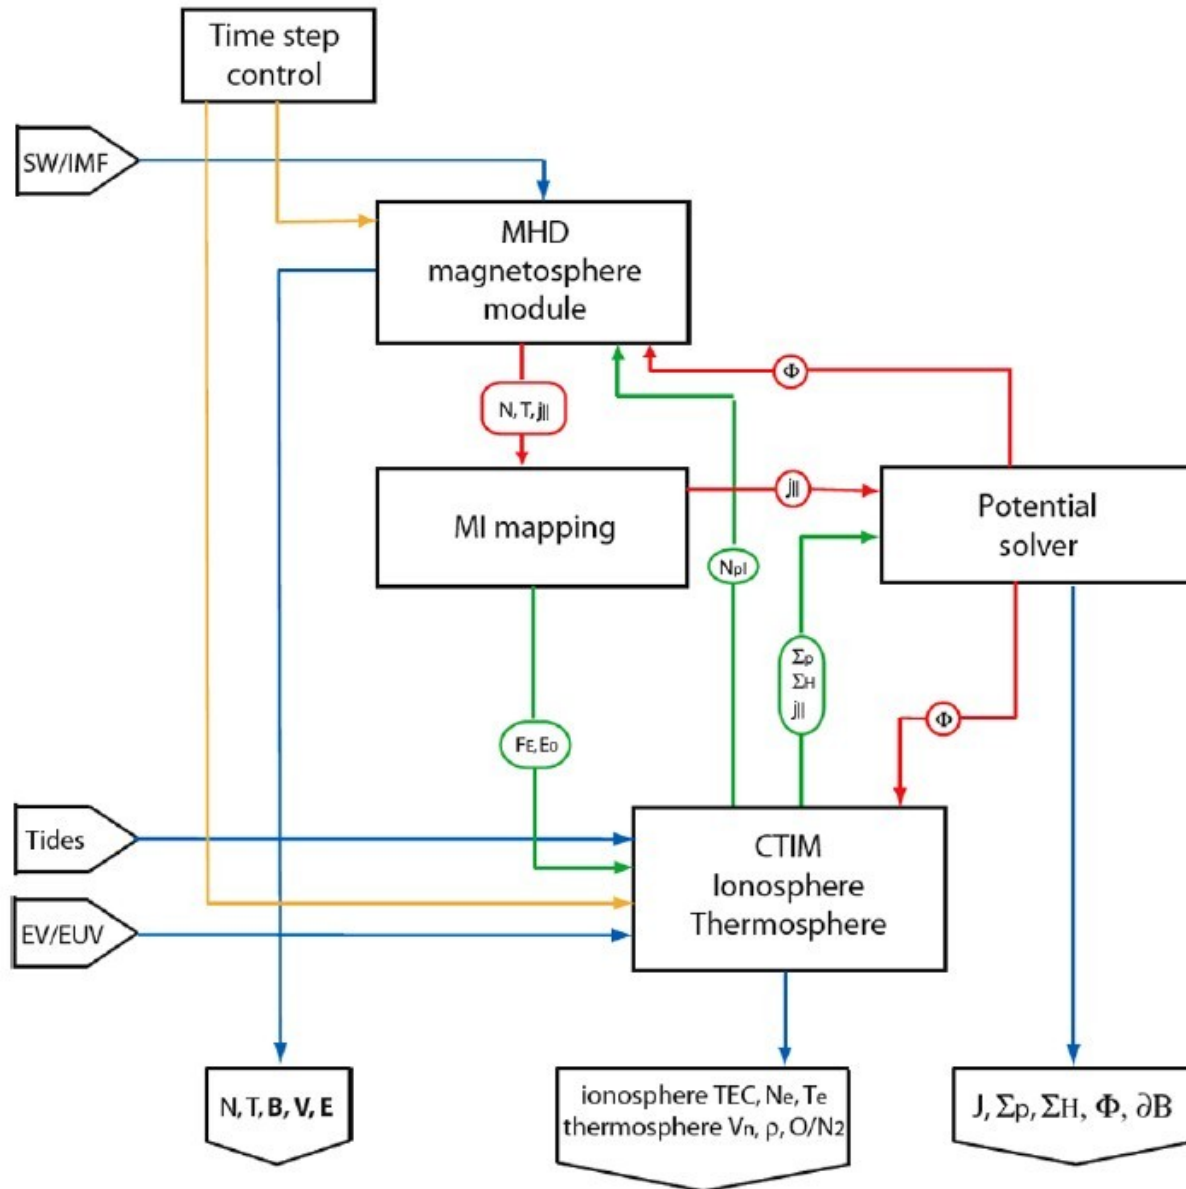 Time step
control
SW/IMF
MHD
magnetosphere
module
Φ
N, T, j||
MI mapping
j||
Potential
solver
Npl
Σp
ΣH
j||
Φ
FE, E0
Tides
CTIM
Ionosphere
Thermosphere
EV/EUV
N, T, B, V, E
ionosphere TEC, Ne, Te
thermosphere Vn, ρ, O/N2
J, Σp, ΣH, Φ, ∂B